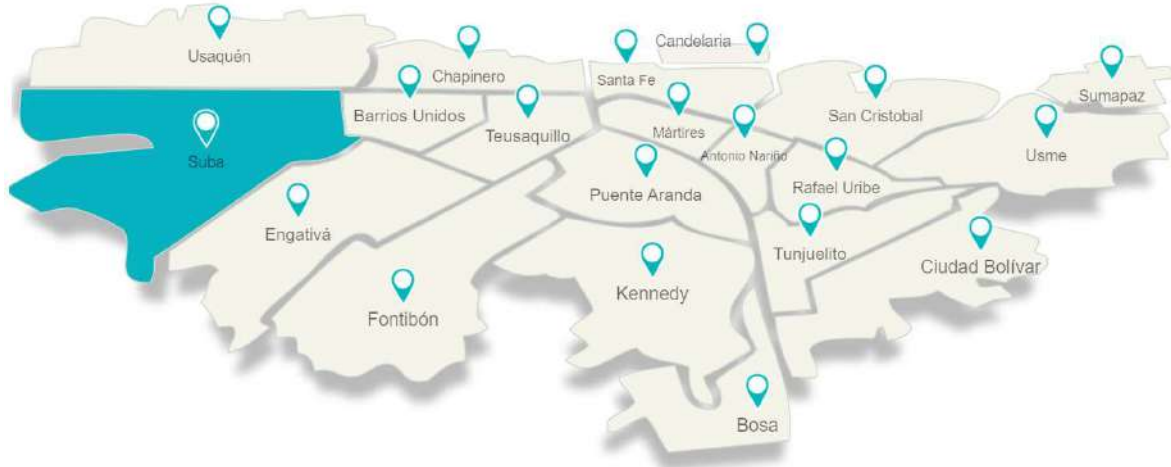 Usaquén
Chapinero
Candelaria
Santa Fe
Sumapaz
Barrios Unidos
Teusaquillo
Mártires
San Cristobal
Suba
Antonio Nariño
Usme
Puente Aranda
Rafael Uribe
Engativá
Tunjuelito
Ciudad Bolívar
Kennedy
Fontibón
Bosa